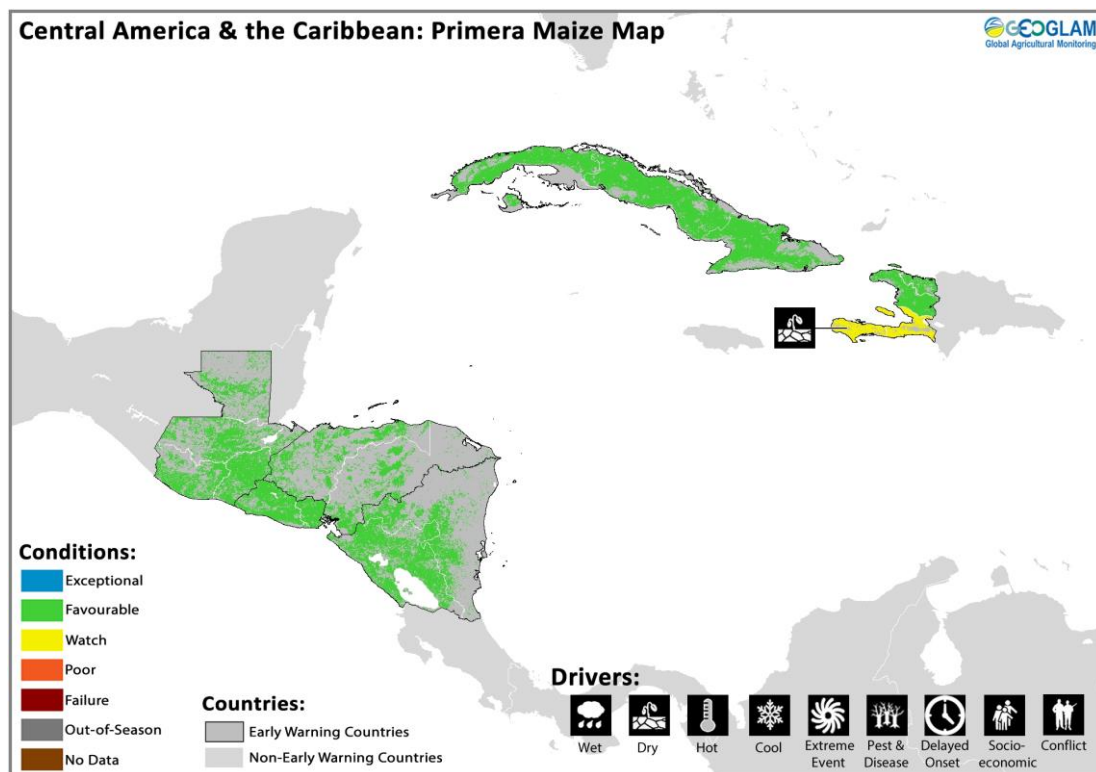 Central America & the Caribbean: Primera Maize Map
GEOGLAM
Global Agricultural Monitoring
Conditions:
Exceptional
Favourable
Watch
Poor
Failure
Out-of-Season
No Data
Countries:
Early Warning Countries
Non-Early Warning Countries
Drivers:
Wet
Dry
Hot
Cool
Extreme
Event
Pest &
Disease
Delayed
Onset
Socio-
economic
Conflict